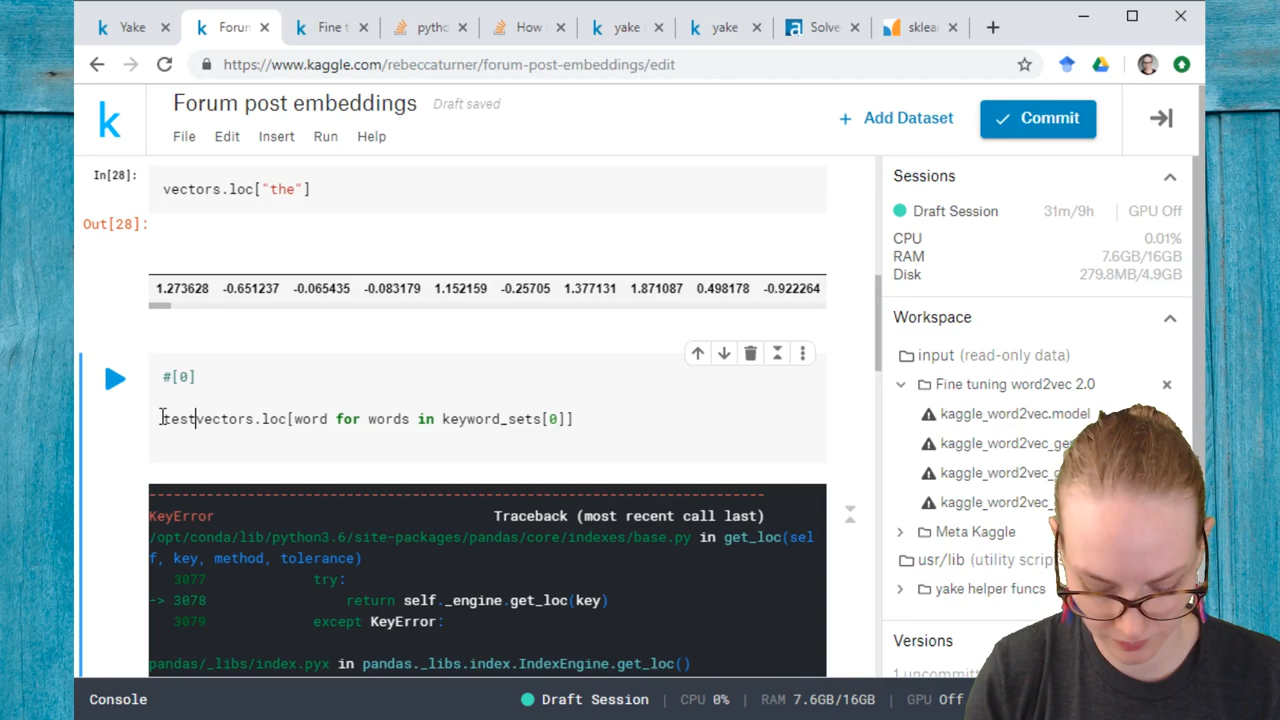 Yake
Forun
Fine t
pytho
How
yake
yake
Solve
sklea
https://www.kaggle.com/rebeccaturner/forum-post-embeddings/edit
k
Forum post embeddings
Draft saved
File
Edit
Insert
Run
Help
+ Add Dataset
Commit
In[28]:
vectors.loc["the"]
Out[28]:
1.273628 -0.651237 -0.065435 -0.083179 1.152159 -0.25705 1.377131 1.871087 0.498178 -0.922264
#[0]
testvectors.loc[word for words in keyword_sets[0]]
---------------------------------------------------------------------------
KeyError Traceback (most recent call last)
/opt/conda/lib/python3.6/site-packages/pandas/core/indexes/base.py in get_loc(sel
f, key, method, tolerance)
3077 try:
-> 3078 return self._engine.get_loc(key)
3079 except KeyError:
pandas/_libs/index.pyx in pandas._libs.index.IndexEngine.get_loc()
Sessions
Draft Session 31m/9h GPU Off
CPU 0.01%
RAM 7.6GB/16GB
Disk 279.8MB/4.9GB
Workspace
input (read-only data)
Fine tuning word2vec 2.0
kaggle_word2vec.model
kaggle_word2vec_ge
kaggle_word2vec_
kaggle_word2vec_
Meta Kaggle
usr/lib (utility scrip
yake helper funcs
Versions
1 uncommitt
Console
Draft Session
CPU 0%
RAM 7.6GB/16GB
GPU Off